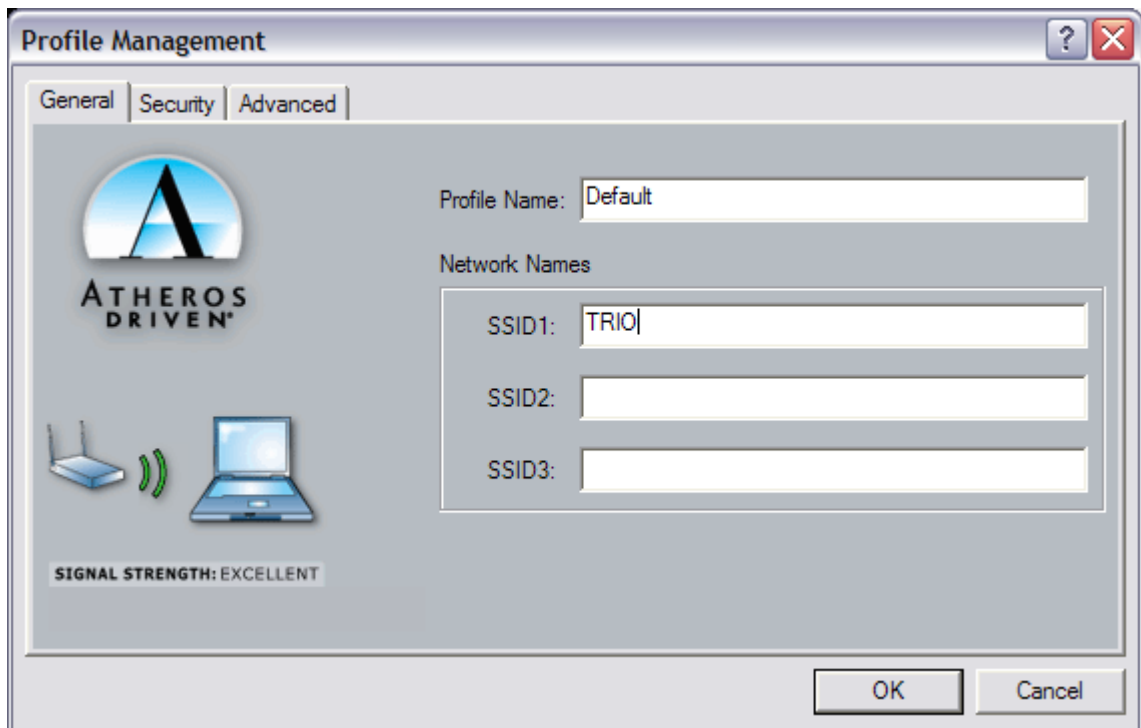 Profile Management
General
Security
Advanced
ATHEROS
DRIVEN®
Profile Name:
Default
Network Names
SSID1:
TRIO
SSID2:
SSID3:
SIGNAL STRENGTH: EXCELLENT
OK
Cancel